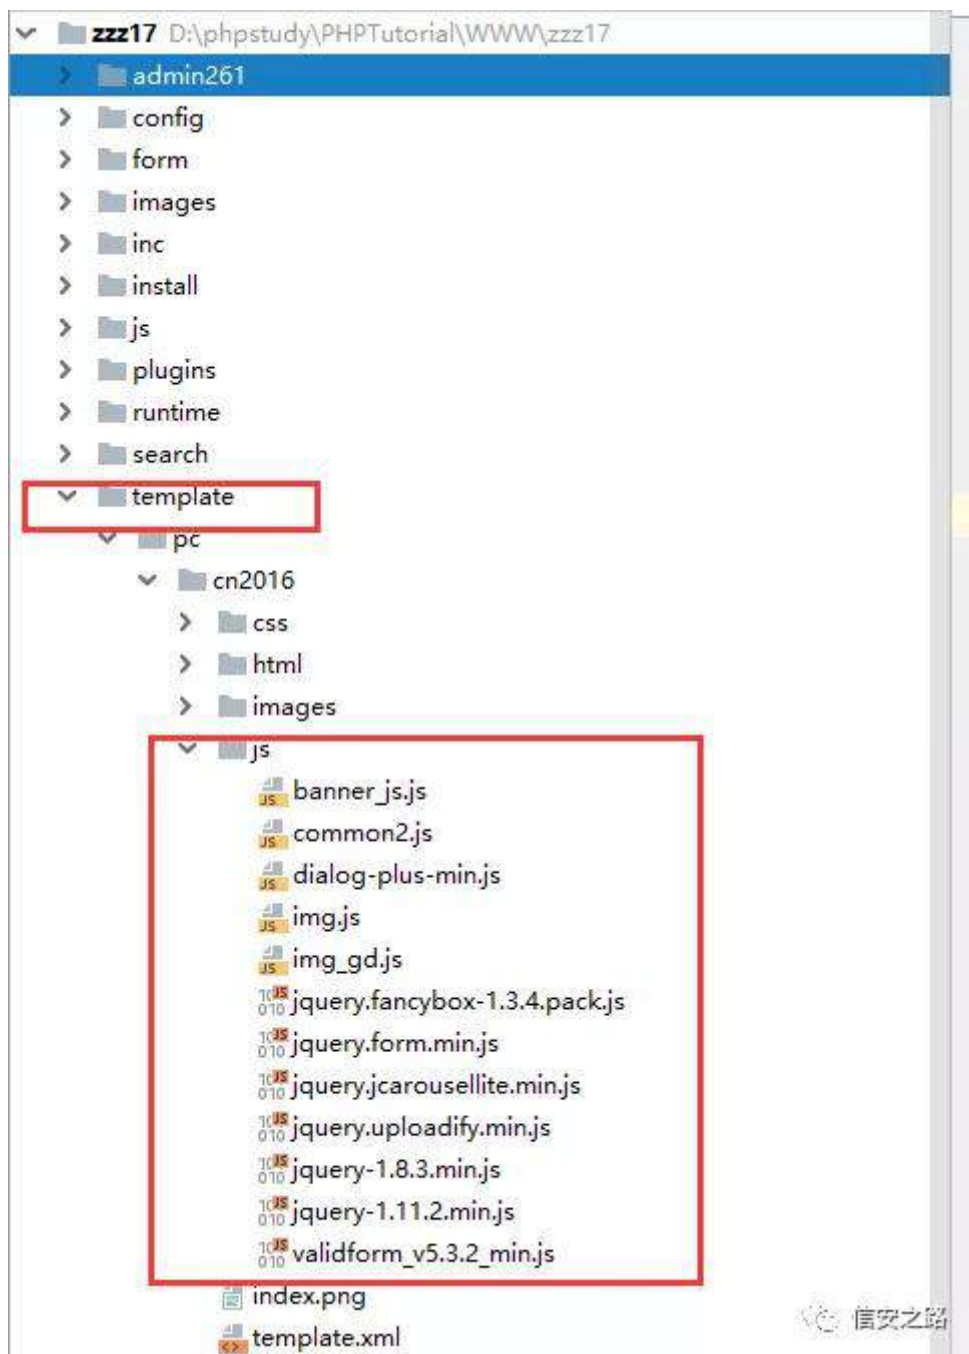 zzz17 D:\phpstudy\PHPTutorial\WWW\zzz17
admin261
config
form
images
inc
install
js
plugins
runtime
search
template
pc
cn2016
css
html
images
js
banner_js.js
common2.js
dialog-plus-min.js
img.js
img_gd.js
jquery.fancybox-1.3.4.pack.js
jquery.form.min.js
jquery.jcarousellite.min.js
jquery.uploadify.min.js
jquery-1.8.3.min.js
jquery-1.11.2.min.js
validform_v5.3.2_min.js
index.png
template.xml
信安之路